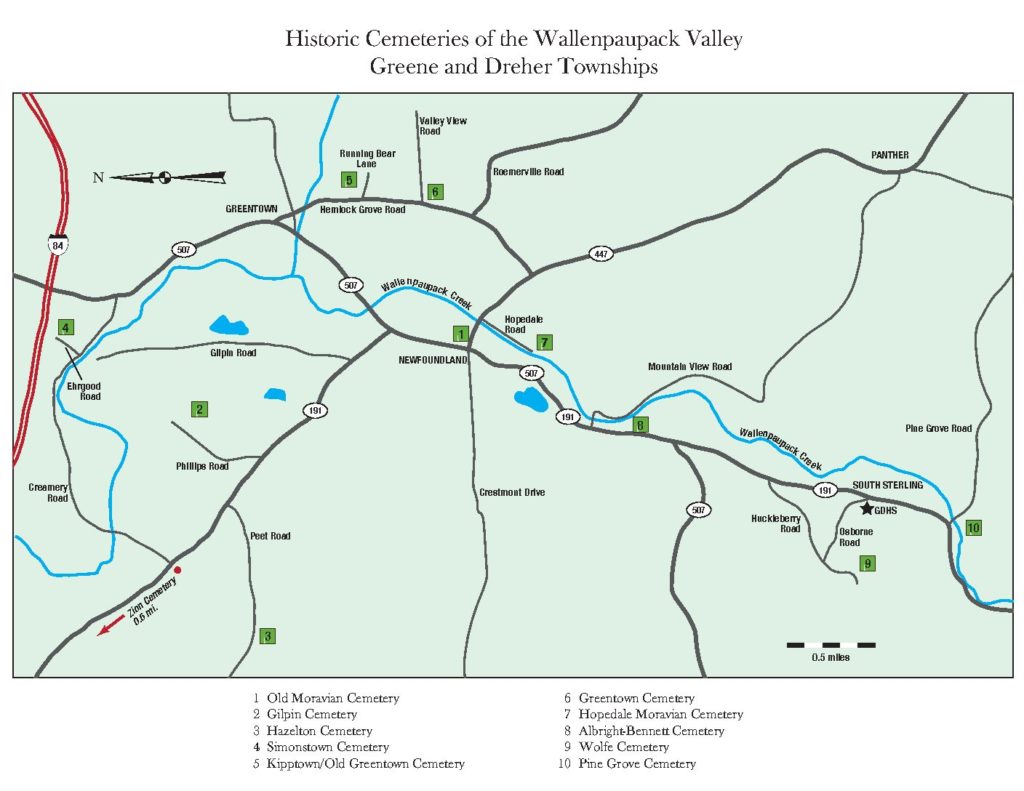 Historic Cemeteries of the Wallenpaupack Valley
Greene and Dreher Townships
Valley View
Road
Running Bear
Lane
5
6
Roemerville Road
PANTHER
N
GREENTOWN
Hemlock Grove Road
84
507
447
507
Wallenpaupack Creek
4
1
Hopedale
Road
7
Gilpin Road
NEWFOUNDLAND
507
Mountain View Road
Ehrgood
Road
2
191
191
8
Pine Grove Road
Wallenpaupack Creek
Phillips Road
Creamery
Road
Crestmont Drive
191
SOUTH STERLING
GDHS
507
Huckleberry
Road
Osborne
Road
10
Peet Road
9
Zion Cemetery
0.6 mi.
3
0.5 miles
1 Old Moravian Cemetery
2 Gilpin Cemetery
3 Hazelton Cemetery
4 Simonstown Cemetery
5 Kipptown/Old Greentown Cemetery
6 Greentown Cemetery
7 Hopedale Moravian Cemetery
8 Albright-Bennett Cemetery
9 Wolfe Cemetery
10 Pine Grove Cemetery